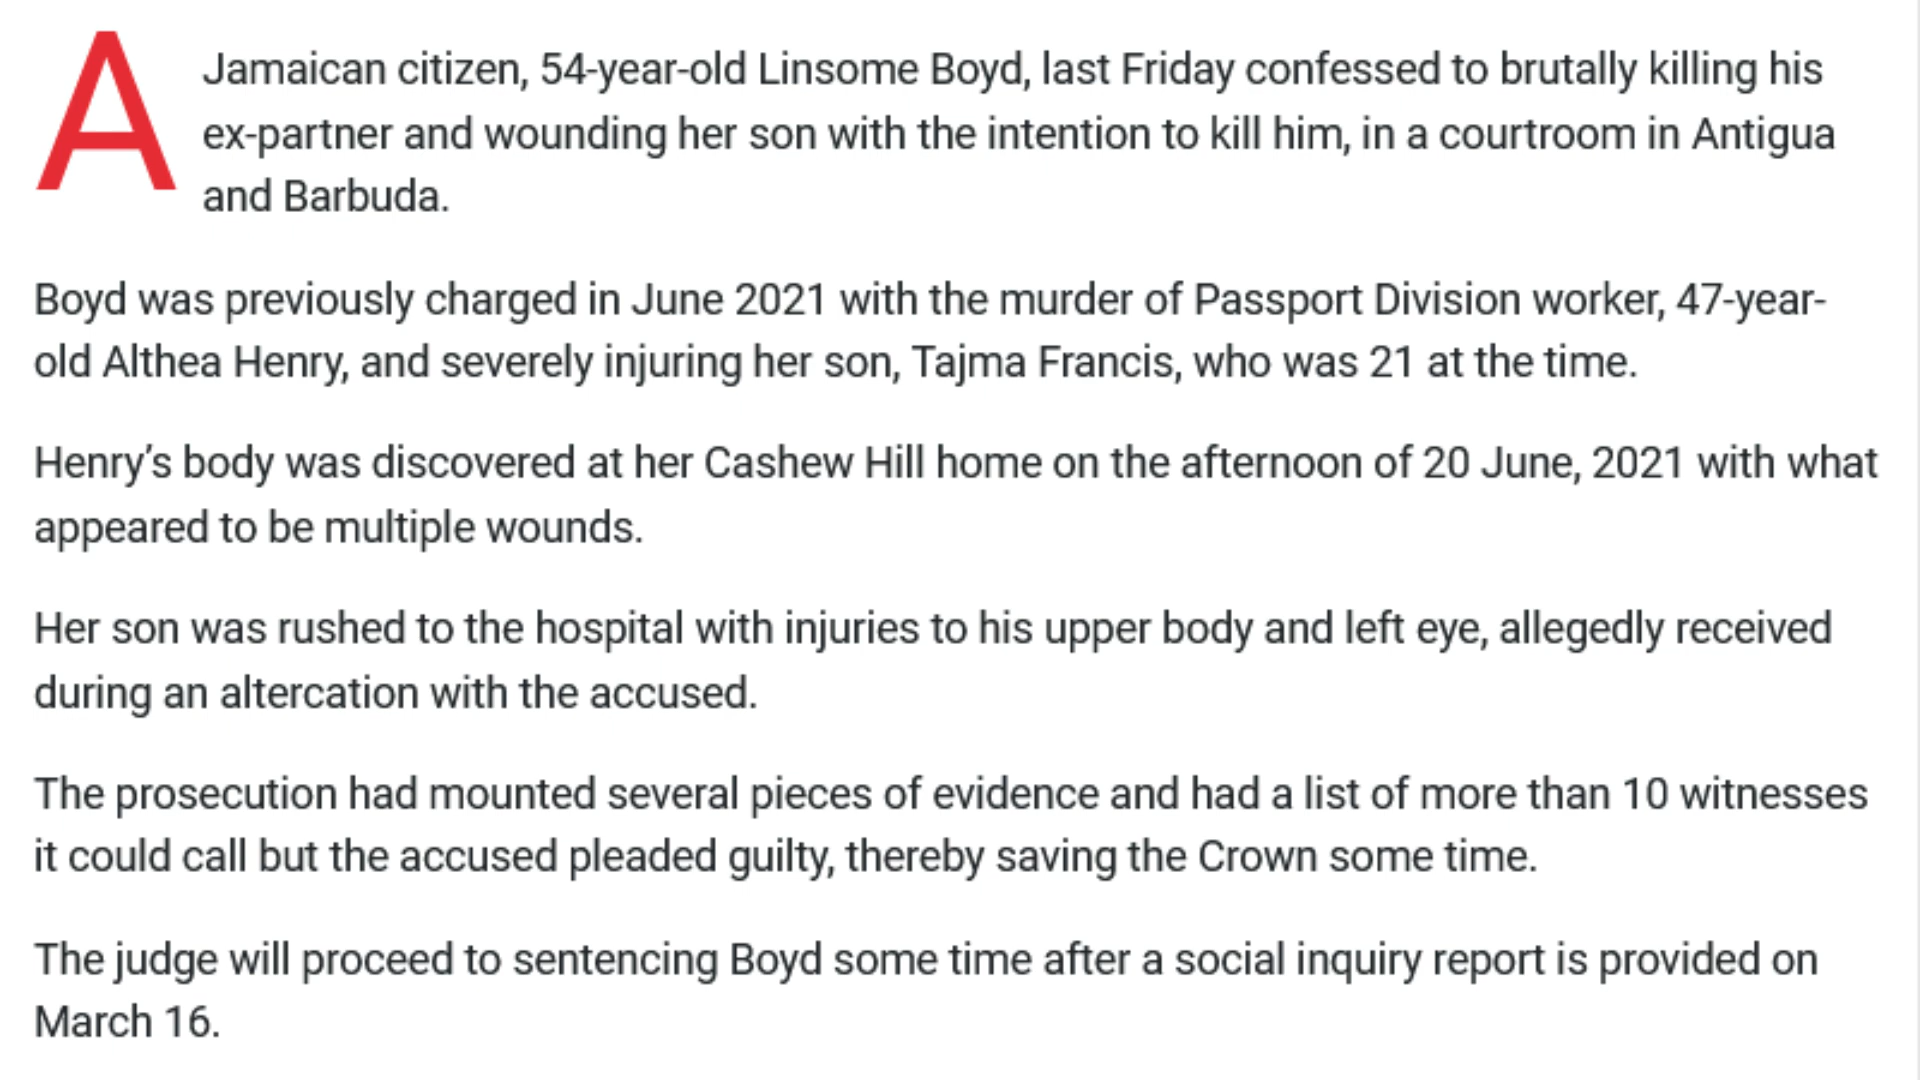 A Jamaican citizen, 54-year-old Linsome Boyd, last Friday confessed to brutally killing his
ex-partner and wounding her son with the intention to kill him, in a courtroom in Antigua
and Barbuda.
Boyd was previously charged in June 2021 with the murder of Passport Division worker, 47-year-
old Althea Henry, and severely injuring her son, Tajma Francis, who was 21 at the time.
Henry’s body was discovered at her Cashew Hill home on the afternoon of 20 June, 2021 with what
appeared to be multiple wounds.
Her son was rushed to the hospital with injuries to his upper body and left eye, allegedly received
during an altercation with the accused.
The prosecution had mounted several pieces of evidence and had a list of more than 10 witnesses
it could call but the accused pleaded guilty, thereby saving the Crown some time.
The judge will proceed to sentencing Boyd some time after a social inquiry report is provided on
March 16.